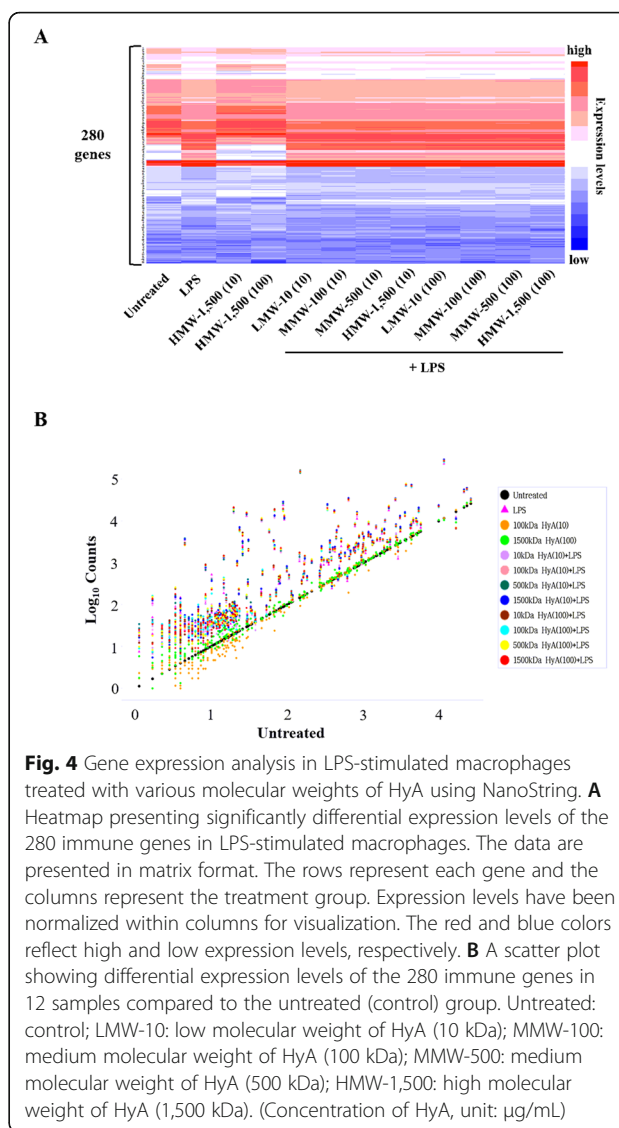 A
280
genes
high
Expression levels
low
Untreated
LPS
HMW-1,500 (10)
HMW-1,500 (100)
LMW-10 (10)
MMW-100 (10)
MMW-500 (10)
HMW-1,500 (10)
LMW-10 (100)
MMW-100 (100)
MMW-500 (100)
HMW-1,500 (100)
+ LPS
B
Log10 Counts
5
4
3
2
1
0
0 1 2 3 4
Untreated
Untreated
LPS
100kDa HyA(10)
1500kDa HyA(100)
10kDa HyA(10)+LPS
100kDa HyA(10)+LPS
500kDa HyA(10)+LPS
1500kDa HyA(10)+LPS
10kDa HyA(100)+LPS
100kDa HyA(100)+LPS
500kDa HyA(100)+LPS
1500kDa HyA(100)+LPS
Fig. 4 Gene expression analysis in LPS-stimulated macrophages
treated with various molecular weights of HyA using NanoString. A
Heatmap presenting significantly differential expression levels of the
280 immune genes in LPS-stimulated macrophages. The data are
presented in matrix format. The rows represent each gene and the
columns represent the treatment group. Expression levels have been
normalized within columns for visualization. The red and blue colors
reflect high and low expression levels, respectively. B A scatter plot
showing differential expression levels of the 280 immune genes in
12 samples compared to the untreated (control) group. Untreated:
control; LMW-10: low molecular weight of HyA (10 kDa); MMW-100:
medium molecular weight of HyA (100 kDa); MMW-500: medium
molecular weight of HyA (500 kDa); HMW-1,500: high molecular
weight of HyA (1,500 kDa). (Concentration of HyA, unit: μg/mL)